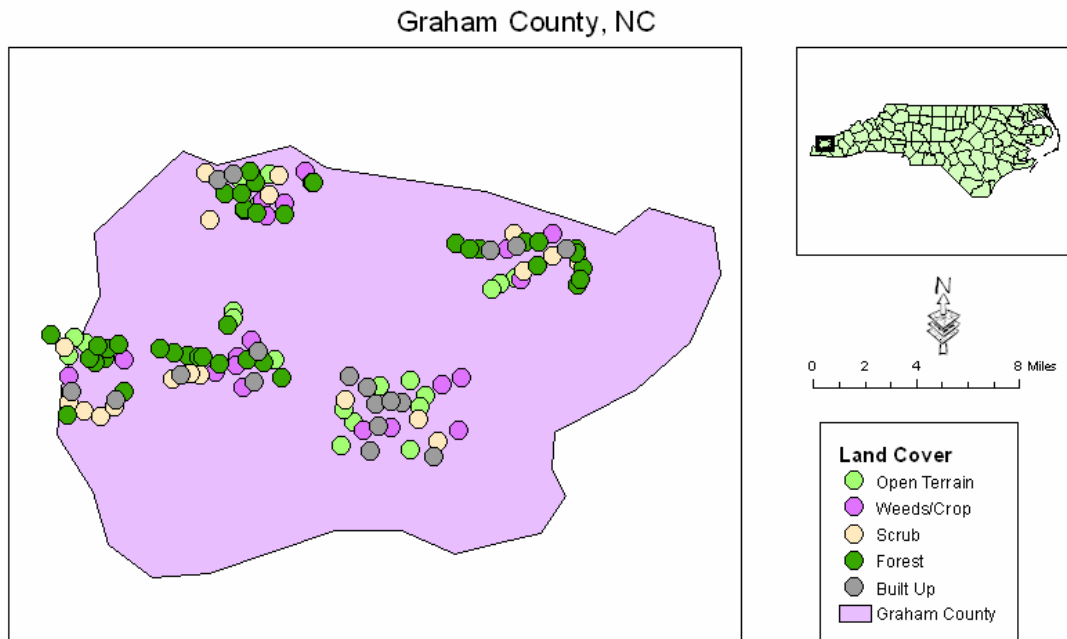 Graham County, NC
N
0 2 4 8 Miles
Land Cover
Open Terrain
Weeds/Crop
Scrub
Forest
Built Up
Graham County